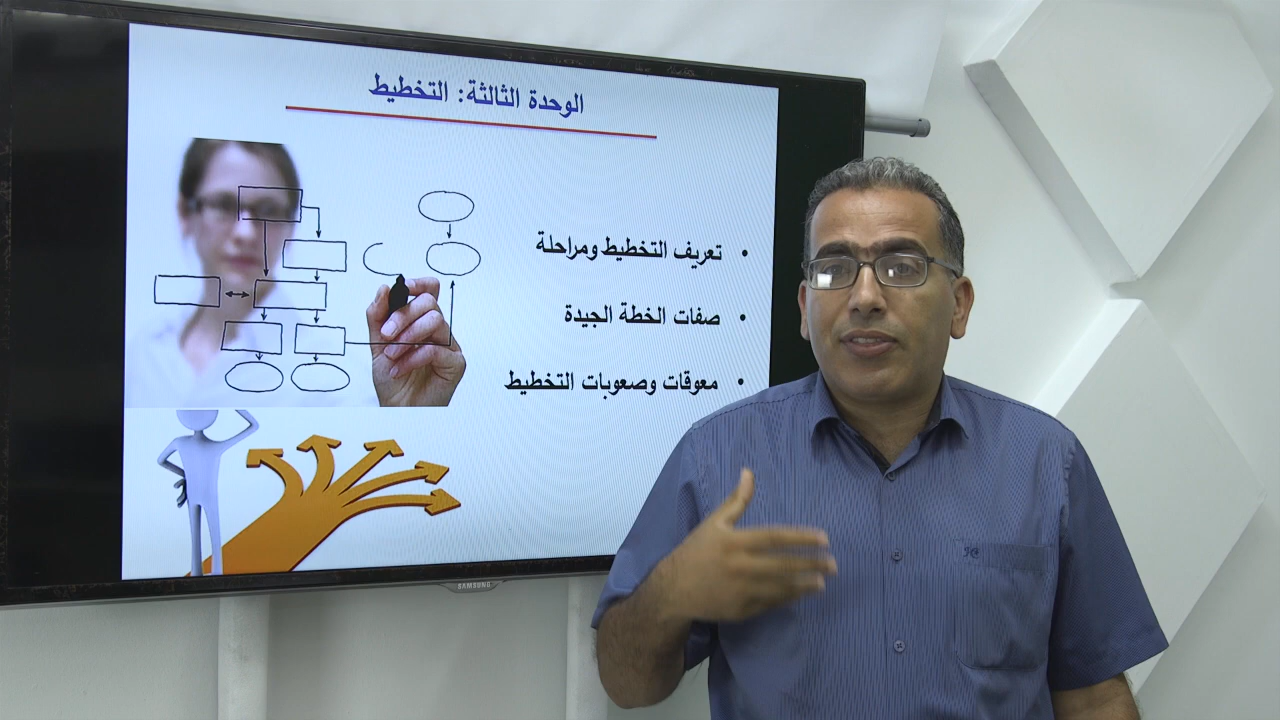 الوحدة الثالثة: التخطيط
• تعريف التخطيط ومراحلة
• صفات الخطة الجيدة
• معوقات وصعوبات التخطيط
SAMSUNG